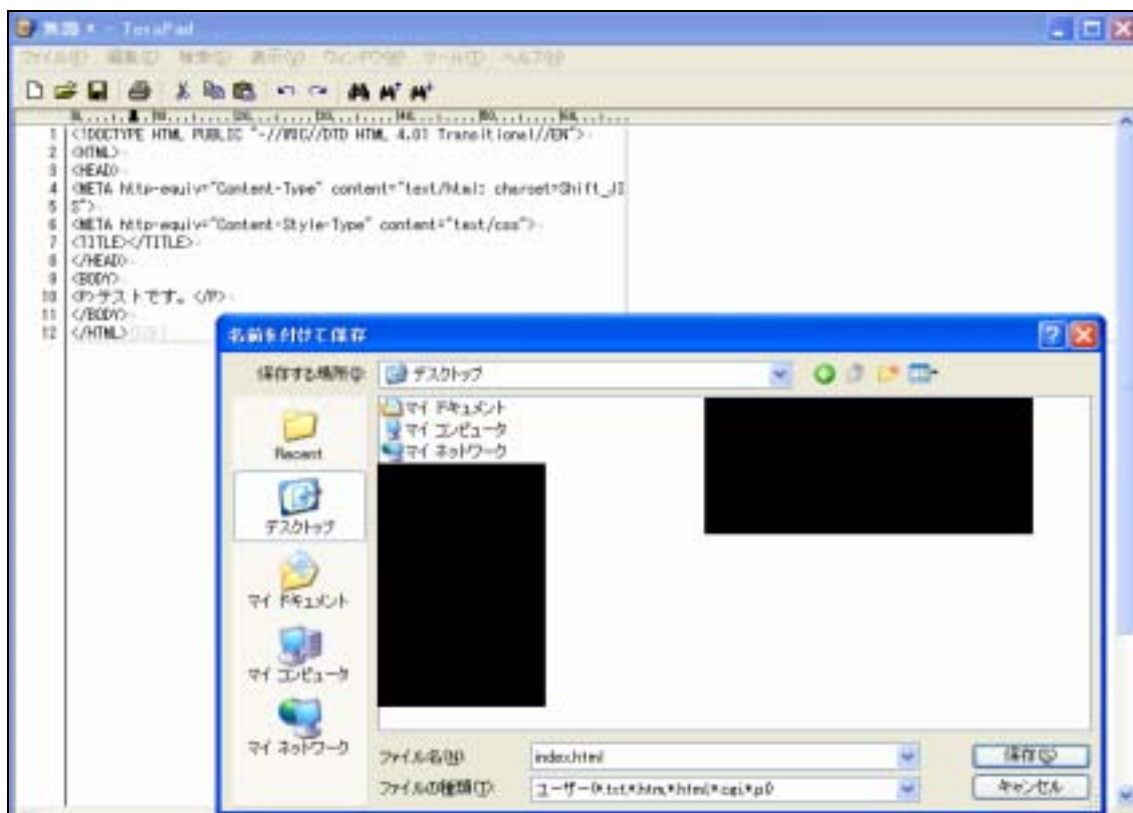 無題 * - TeraPad
ファイル(F) 編集(E) 検索(S) 表示(V) ウィンドウ(W) ツール(T) ヘルプ(H)
1 <!DOCTYPE HTML PUBLIC "-//W3C//DTD HTML 4.01 Transitional//EN">
2 <HTML>
3 <HEAD>
4 <META http-equiv="Content-Type" content="text/html; charset=Shift_JI
5 S">
6 <META http-equiv="Content-Style-Type" content="text/css">
7 <TITLE></TITLE>
8 </HEAD>
9 <BODY>
10 <P>テストです。</P>
11 </BODY>
12 </HTML>
名前を付けて保存
保存する場所(I):
デスクトップ
マイ ドキュメント
マイ コンピュータ
マイ ネットワーク
Recent
デスクトップ
マイ ドキュメント
マイ コンピュータ
マイ ネットワーク
ファイル名(N):
index.html
保存(S)
ファイルの種類(T):
キャンセル